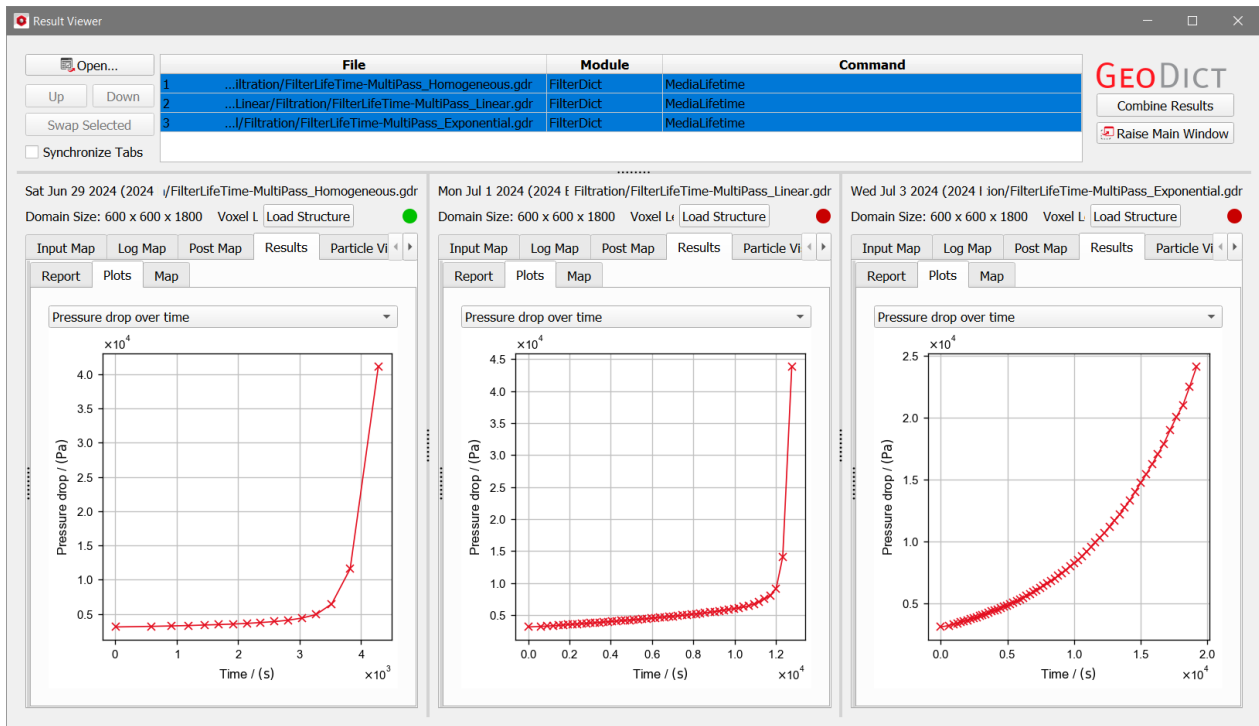 Result Viewer
Open...
Up Down
Swap Selected
Synchronize Tabs
File Module Command
1 ...iltration/FilterLifeTime-MultiPass_Homogeneous.gdr FilterDict MediaLifetime
2 ...Linear/Filtration/FilterLifeTime-MultiPass_Linear.gdr FilterDict MediaLifetime
3 ...l/Filtration/FilterLifeTime-MultiPass_Exponential.gdr FilterDict MediaLifetime
GEODICT
Combine Results
Raise Main Window
Sat Jun 29 2024 (2024 /FilterLifeTime-MultiPass_Homogeneous.gdr
Domain Size: 600 x 600 x 1800 Voxel L Load Structure
Input Map Log Map Post Map Results Particle Vi
Report Plots Map
Pressure drop over time
×10⁴
4.0
3.5
3.0
2.5
2.0
1.5
1.0
0.5
Pressure drop / (Pa)
0 1 2 3 4
Time / (s) ×10³
Mon Jul 1 2024 (2024 Filtration/FilterLifeTime-MultiPass_Linear.gdr
Domain Size: 600 x 600 x 1800 Voxel Load Structure
Input Map Log Map Post Map Results Particle Vi
Report Plots Map
Pressure drop over time
×10⁴
4.5
4.0
3.5
3.0
2.5
2.0
1.5
1.0
0.5
Pressure drop / (Pa)
0.0 0.2 0.4 0.6 0.8 1.0 1.2
Time / (s) ×10⁴
Wed Jul 3 2024 (2024 ion/FilterLifeTime-MultiPass_Exponential.gdr
Domain Size: 600 x 600 x 1800 Voxel Load Structure
Input Map Log Map Post Map Results Particle Vi
Report Plots Map
Pressure drop over time
×10⁴
2.5
2.0
1.5
1.0
0.5
Pressure drop / (Pa)
0.0 0.5 1.0 1.5 2.0
Time / (s) ×10⁴